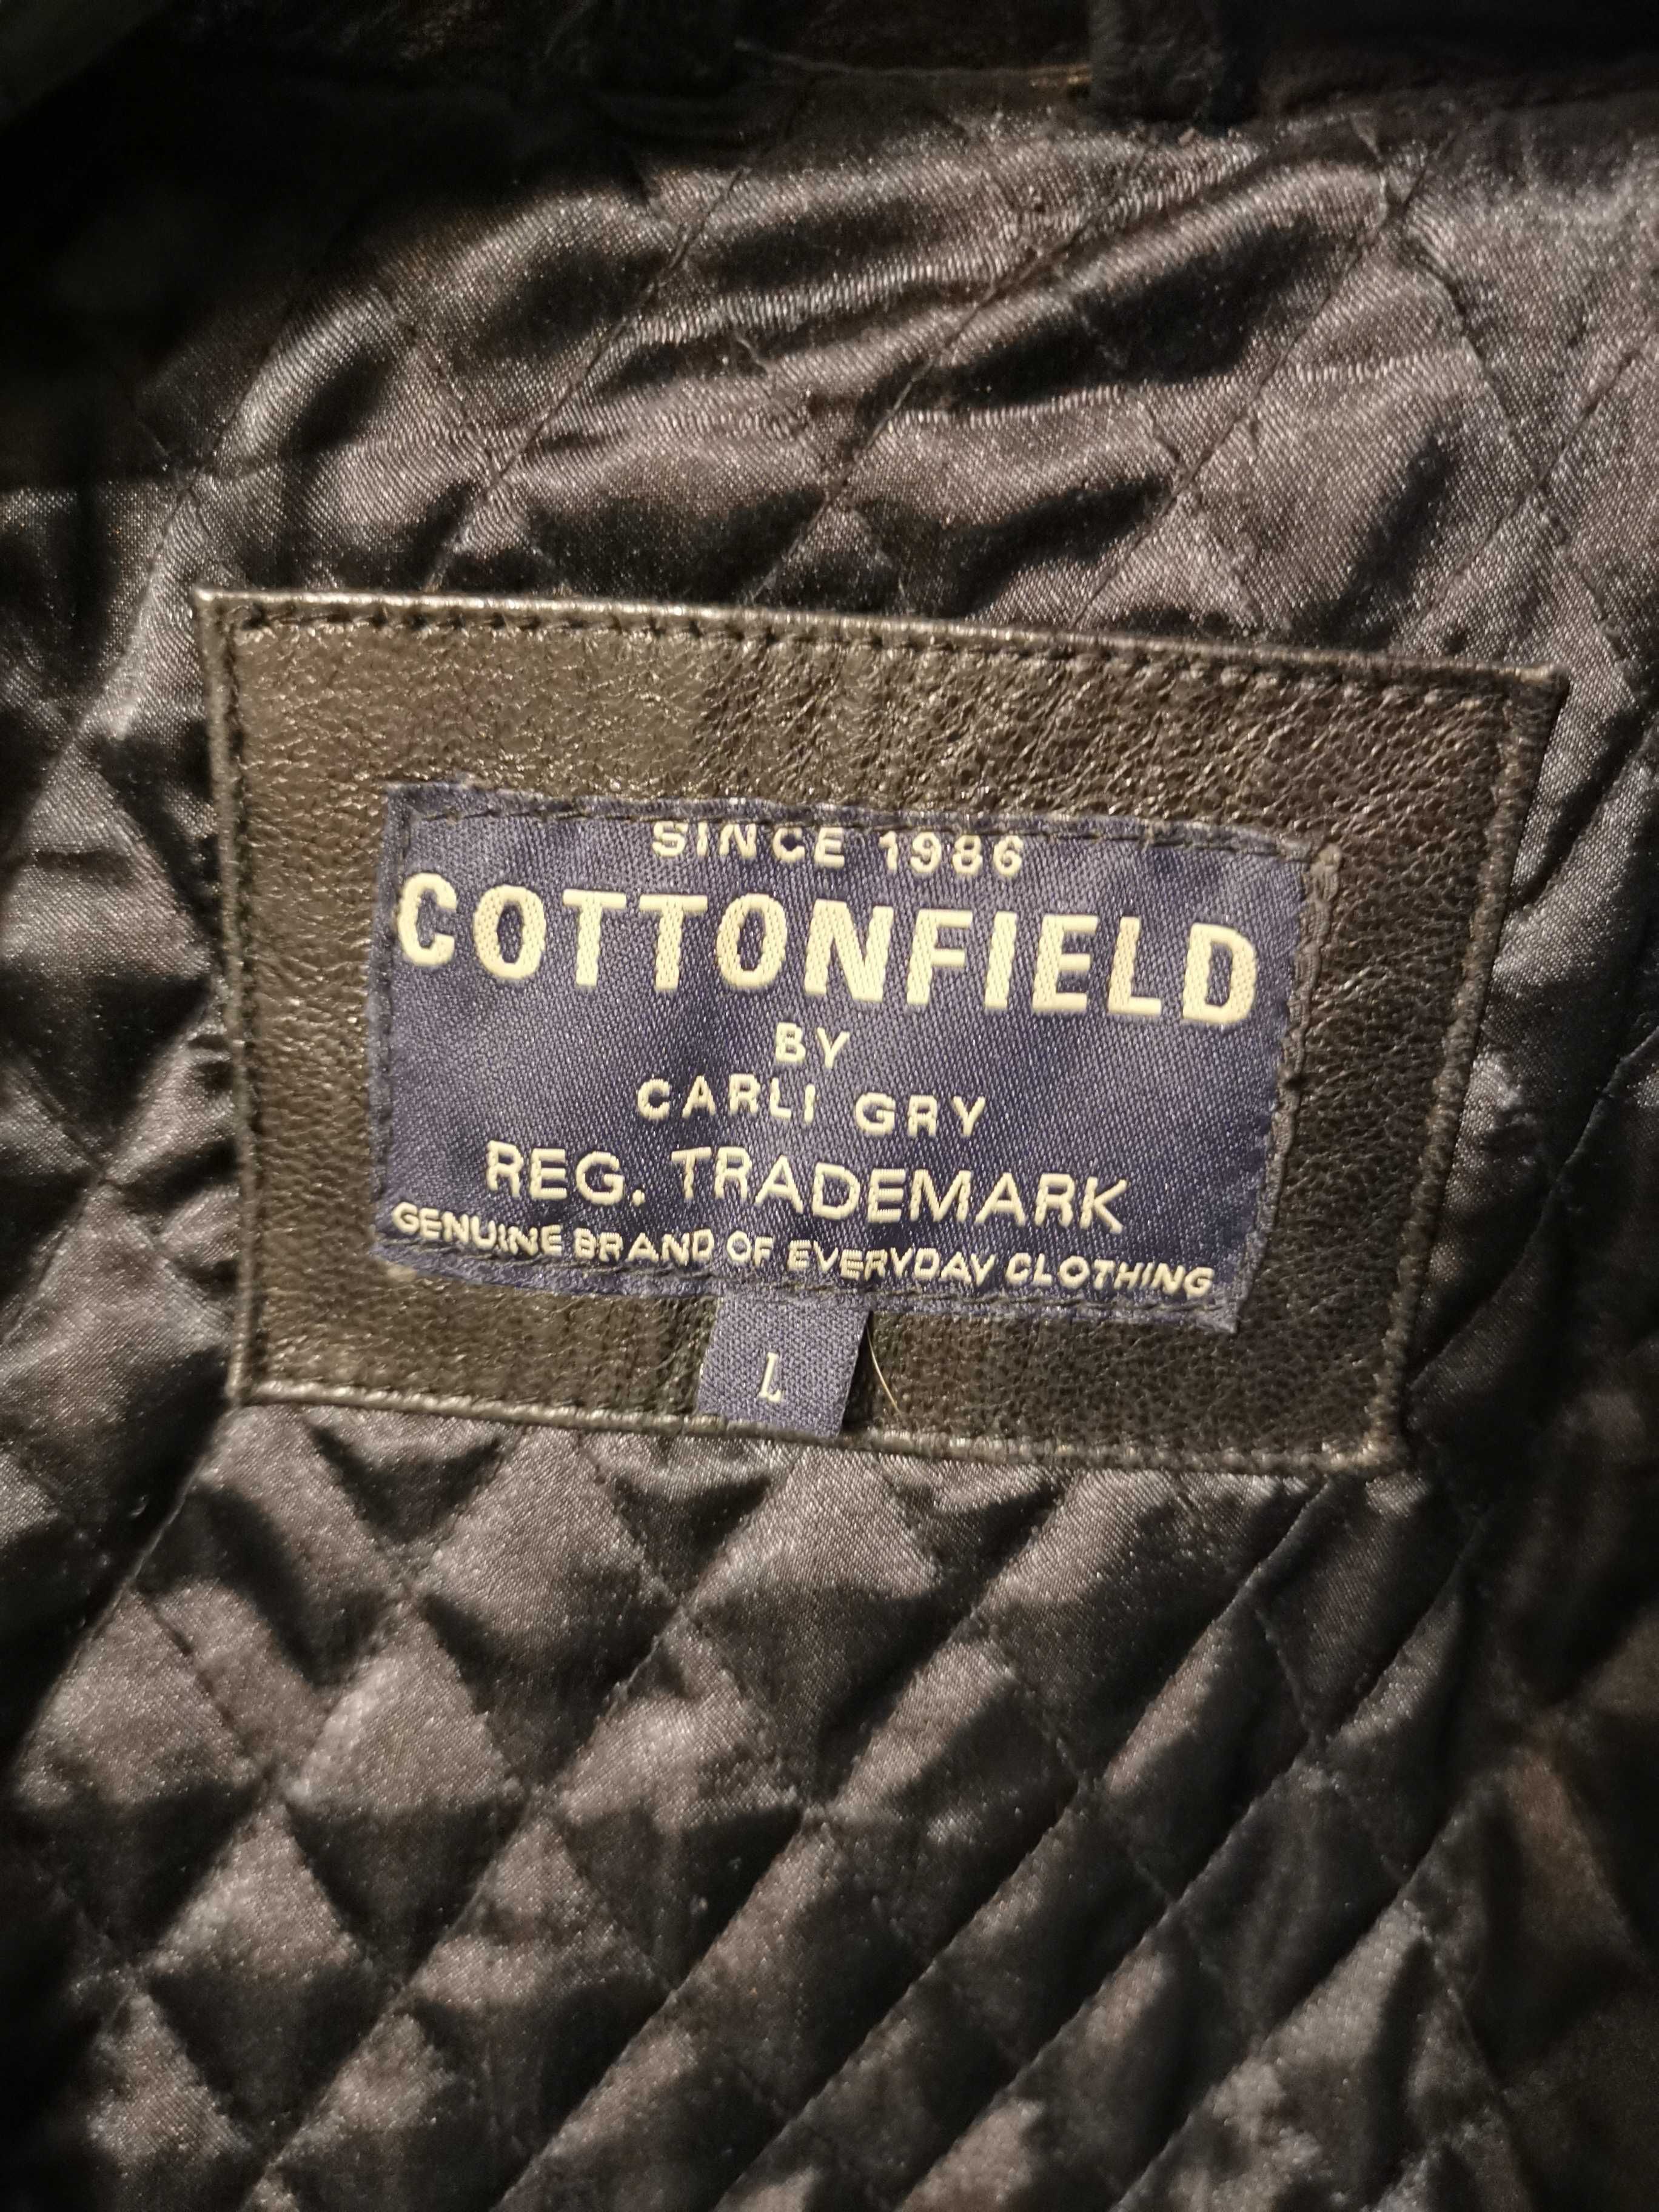 SINCE 1986
COTTONFIELD
BY
CARLI GRY
REG. TRADEMARK
GENUINE BRAND OF EVERYDAY CLOTHING
L